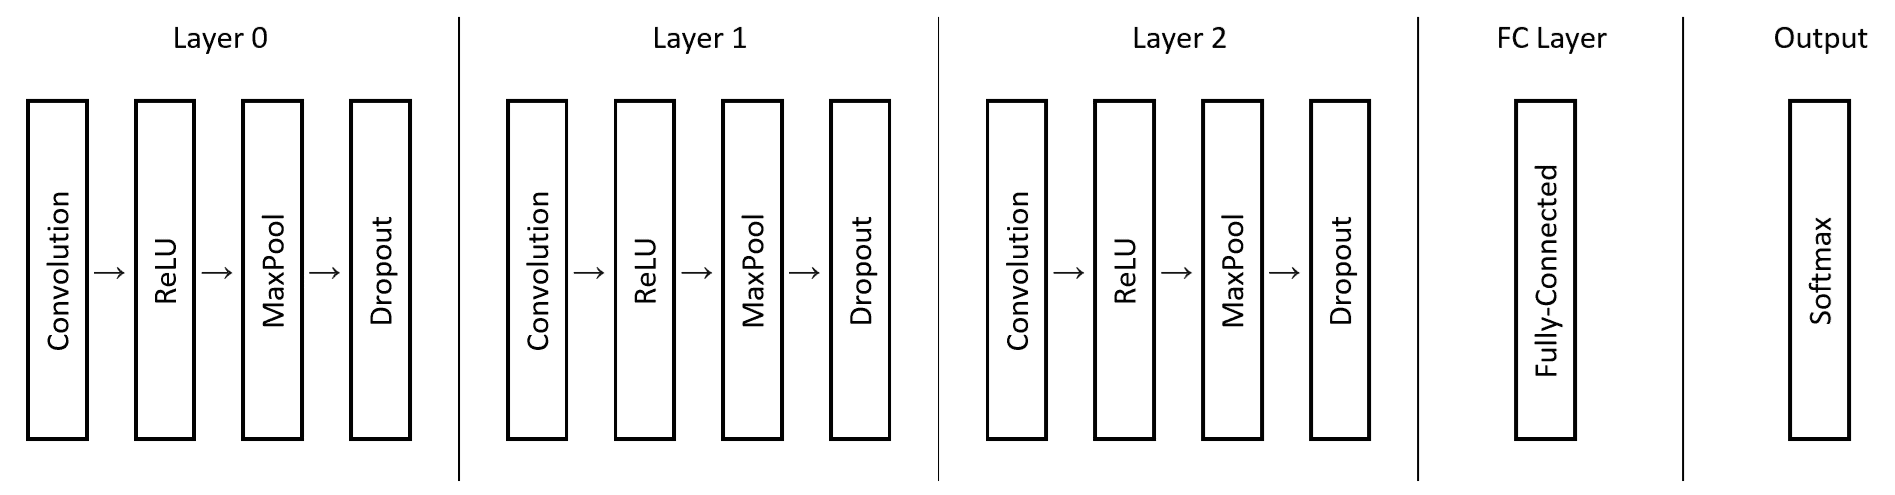 Layer 0
Layer 1
Layer 2
FC Layer
Output
Convolution
ReLU
MaxPool
Dropout
Convolution
ReLU
MaxPool
Dropout
Convolution
ReLU
MaxPool
Dropout
Fully-Connected
Softmax